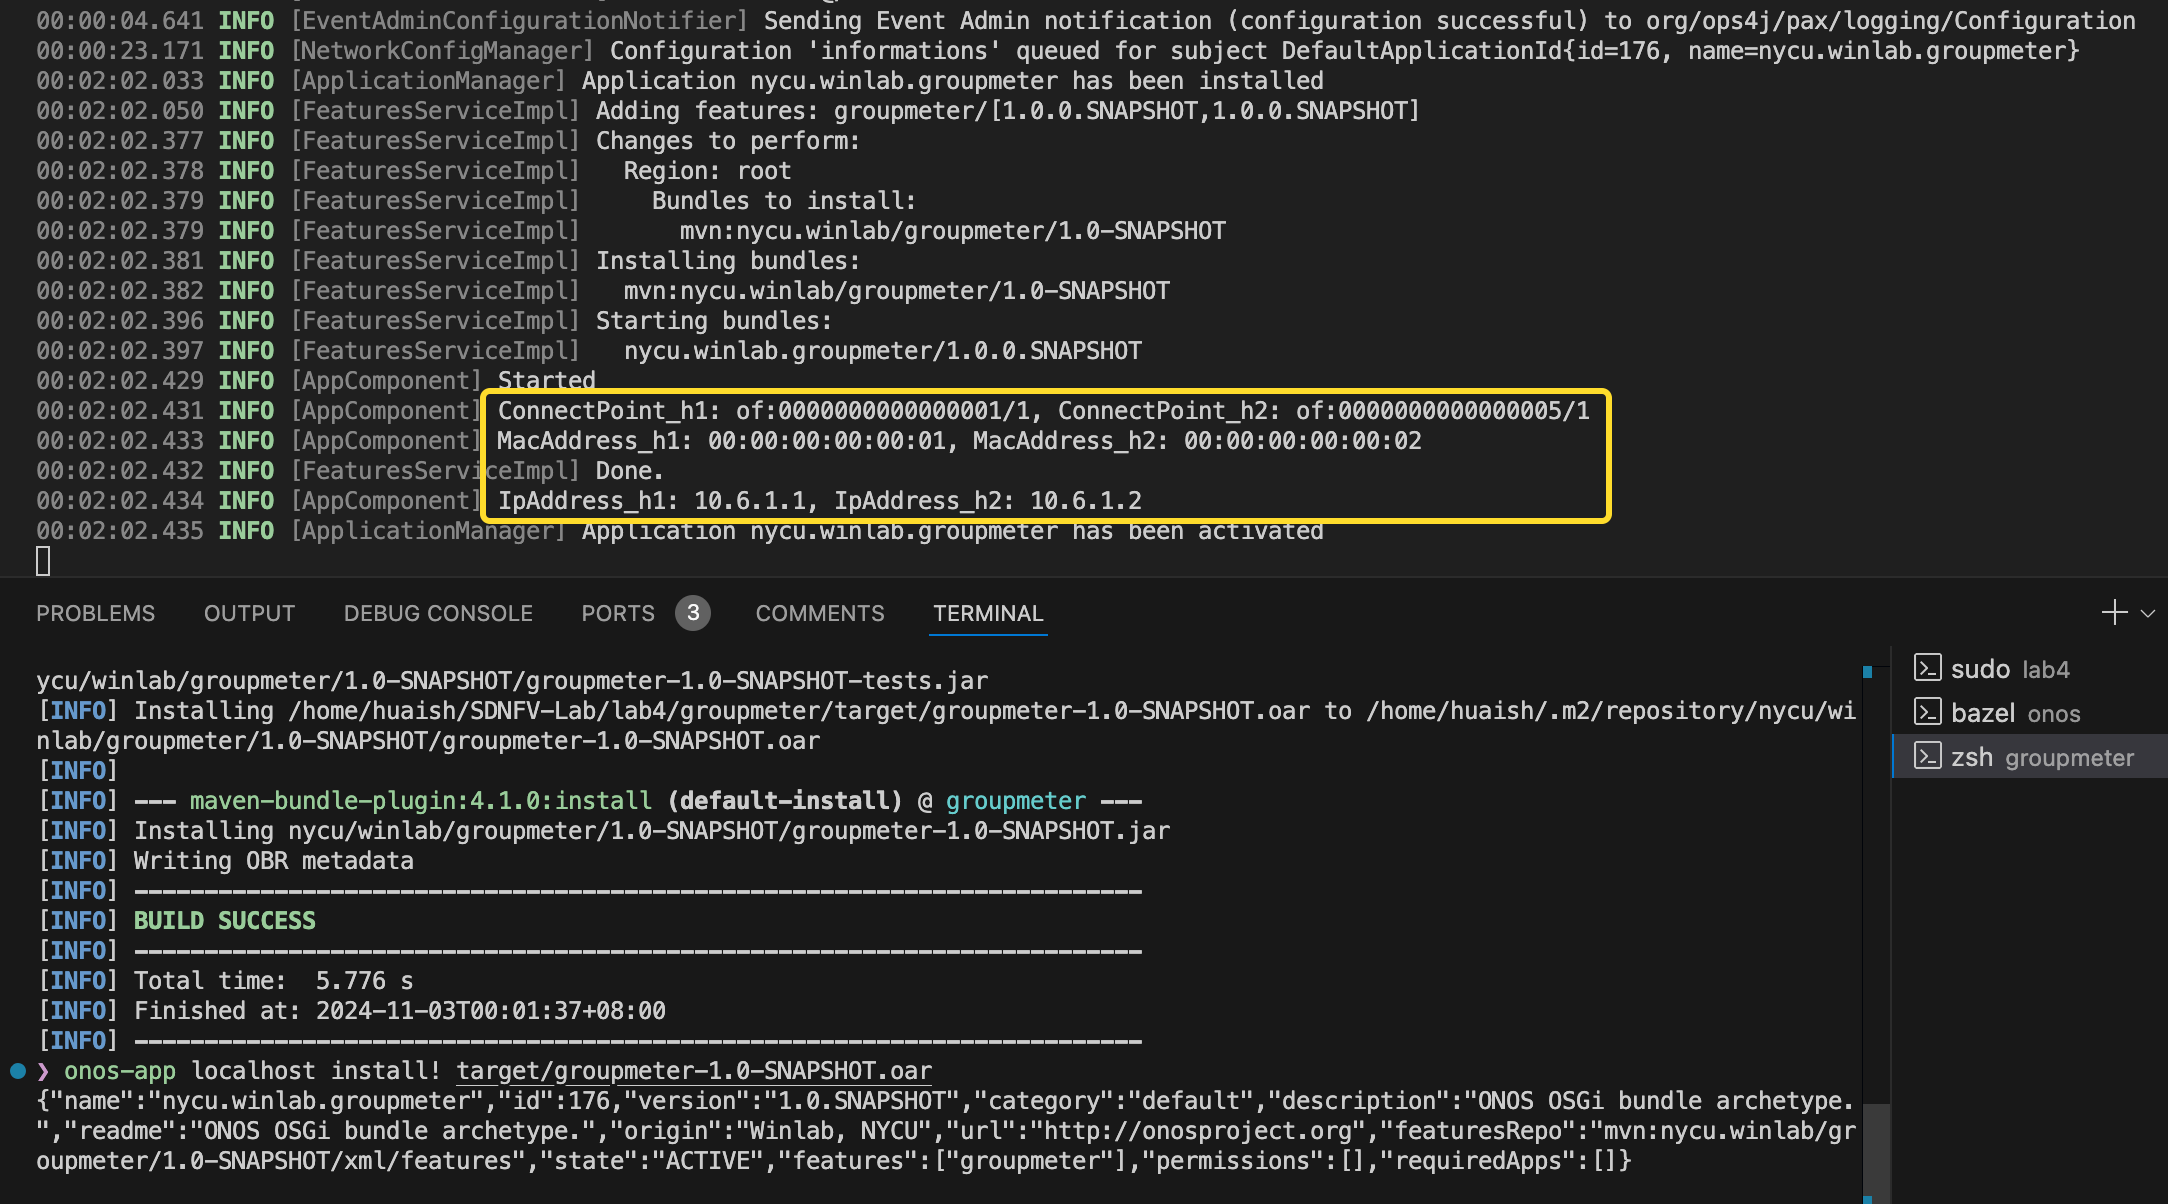 00:00:04.641 INFO [EventAdminConfigurationNotifier] Sending Event Admin notification (configuration successful) to org/ops4j/pax/logging/Configuration
00:00:23.171 INFO [NetworkConfigManager] Configuration 'informations' queued for subject DefaultApplicationId{id=176, name=nycu.winlab.groupmeter}
00:02:02.033 INFO [ApplicationManager] Application nycu.winlab.groupmeter has been installed
00:02:02.050 INFO [FeaturesServiceImpl] Adding features: groupmeter/[1.0.0.SNAPSHOT,1.0.0.SNAPSHOT]
00:02:02.377 INFO [FeaturesServiceImpl] Changes to perform:
00:02:02.378 INFO [FeaturesServiceImpl]   Region: root
00:02:02.379 INFO [FeaturesServiceImpl]     Bundles to install:
00:02:02.379 INFO [FeaturesServiceImpl]       mvn:nycu.winlab/groupmeter/1.0-SNAPSHOT
00:02:02.381 INFO [FeaturesServiceImpl] Installing bundles:
00:02:02.382 INFO [FeaturesServiceImpl]   mvn:nycu.winlab/groupmeter/1.0-SNAPSHOT
00:02:02.396 INFO [FeaturesServiceImpl] Starting bundles:
00:02:02.397 INFO [FeaturesServiceImpl]   nycu.winlab.groupmeter/1.0.0.SNAPSHOT
00:02:02.429 INFO [AppComponent] Started
00:02:02.431 INFO [AppComponent] ConnectPoint_h1: of:0000000000000001/1, ConnectPoint_h2: of:0000000000000005/1
00:02:02.433 INFO [AppComponent] MacAddress_h1: 00:00:00:00:00:01, MacAddress_h2: 00:00:00:00:00:02
00:02:02.432 INFO [FeaturesServiceImpl] Done.
00:02:02.434 INFO [AppComponent] IpAddress_h1: 10.6.1.1, IpAddress_h2: 10.6.1.2
00:02:02.435 INFO [ApplicationManager] Application nycu.winlab.groupmeter has been activated
PROBLEMS OUTPUT DEBUG CONSOLE PORTS 3 COMMENTS TERMINAL
ycu/winlab/groupmeter/1.0-SNAPSHOT/groupmeter-1.0-SNAPSHOT-tests.jar
[INFO] Installing /home/huaish/SDNFV-Lab/lab4/groupmeter/target/groupmeter-1.0-SNAPSHOT.oar to /home/huaish/.m2/repository/nycu/wi
nlab/groupmeter/1.0-SNAPSHOT/groupmeter-1.0-SNAPSHOT.oar
[INFO]
[INFO] --- maven-bundle-plugin:4.1.0:install (default-install) @ groupmeter ---
[INFO] Installing nycu/winlab/groupmeter/1.0-SNAPSHOT/groupmeter-1.0-SNAPSHOT.jar
[INFO] Writing OBR metadata
[INFO] ------------------------------------------------------------------------
[INFO] BUILD SUCCESS
[INFO] ------------------------------------------------------------------------
[INFO] Total time:  5.776 s
[INFO] Finished at: 2024-11-03T00:01:37+08:00
[INFO] ------------------------------------------------------------------------
❯ onos-app localhost install! target/groupmeter-1.0-SNAPSHOT.oar
{"name":"nycu.winlab.groupmeter","id":176,"version":"1.0.SNAPSHOT","category":"default","description":"ONOS OSGi bundle archetype.
","readme":"ONOS OSGi bundle archetype.","origin":"Winlab, NYCU","url":"http://onosproject.org","featuresRepo":"mvn:nycu.winlab/gr
oupmeter/1.0-SNAPSHOT/xml/features","state":"ACTIVE","features":["groupmeter"],"permissions":[],"requiredApps":[]}
sudo lab4
bazel onos
zsh groupmeter